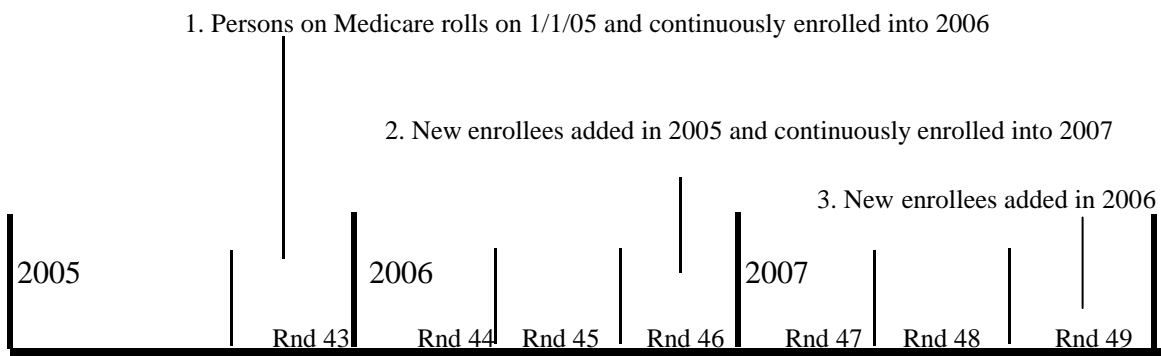 1. Persons on Medicare rolls on 1/1/05 and continuously enrolled into 2006
2. New enrollees added in 2005 and continuously enrolled into 2007
3. New enrollees added in 2006
2005 2006 2007
Rnd 43 Rnd 44 Rnd 45 Rnd 46 Rnd 47 Rnd 48 Rnd 49